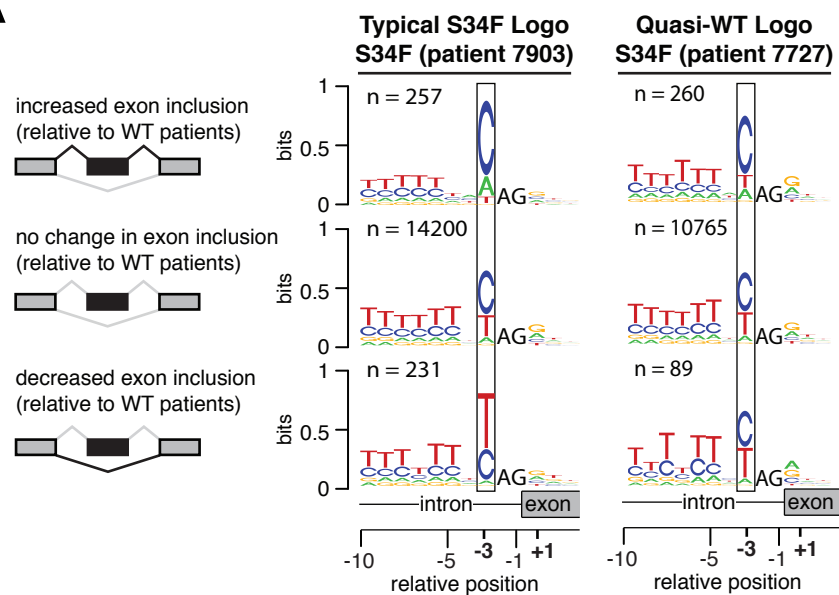 A
Typical S34F Logo
S34F (patient 7903)
Quasi-WT Logo
S34F (patient 7727)
increased exon inclusion
(relative to WT patients)
bits
1
0.5
0
n = 257
C
A
T
AG
n = 260
C
T
A
AG
no change in exon inclusion
(relative to WT patients)
bits
1
0.5
0
n = 14200
C
T
A
AG
n = 10765
C
T
A
AG
decreased exon inclusion
(relative to WT patients)
bits
1
0.5
0
n = 231
T
C
A
AG
n = 89
C
T
A
AG
intron
exon
intron
exon
-10 -5 -3 -1 +1
relative position
-10 -5 -3 -1 +1
relative position